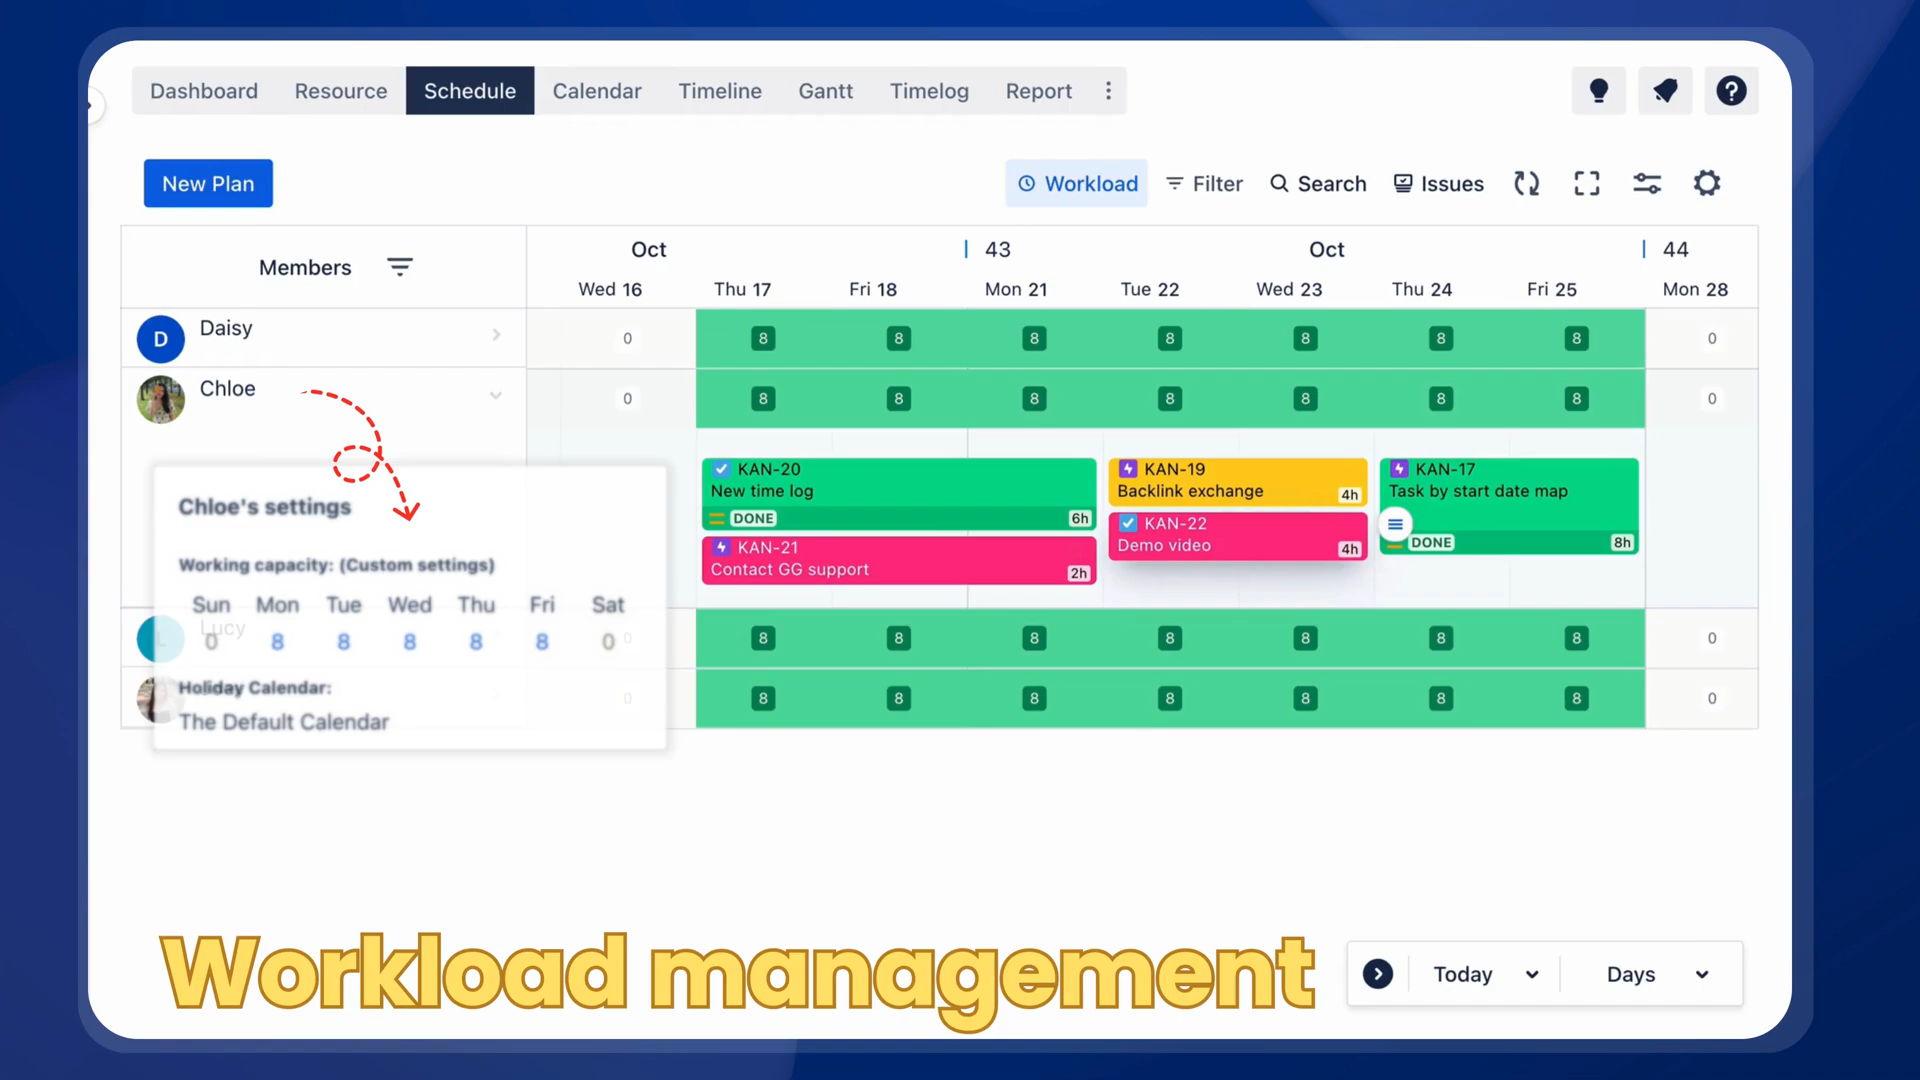 Dashboard Resource Schedule Calendar Timeline Gantt Timelog Report
New Plan Workload Filter Search Issues
Members
Oct 43 Oct 44
Wed 16 Thu 17 Fri 18 Mon 21 Tue 22 Wed 23 Thu 24 Fri 25 Mon 28
D Daisy 0 8 8 8 8 8 8 8 0
Chloe 0 8 8 8 8 8 8 8 0
KAN-20
New time log
DONE 6h
KAN-21
Contact GG support
2h
KAN-19
Backlink exchange
4h
KAN-22
Demo video
4h
KAN-17
Task by start date map
DONE 8h
Chloe's settings
Working capacity: (Custom settings)
Sun Mon Tue Wed Thu Fri Sat
0 8 8 8 8 8 0
Holiday Calendar:
The Default Calendar
L Lucy 0 8 8 8 8 8 8 8 0
0 8 8 8 8 8 8 8 0
Workload management
Today Days